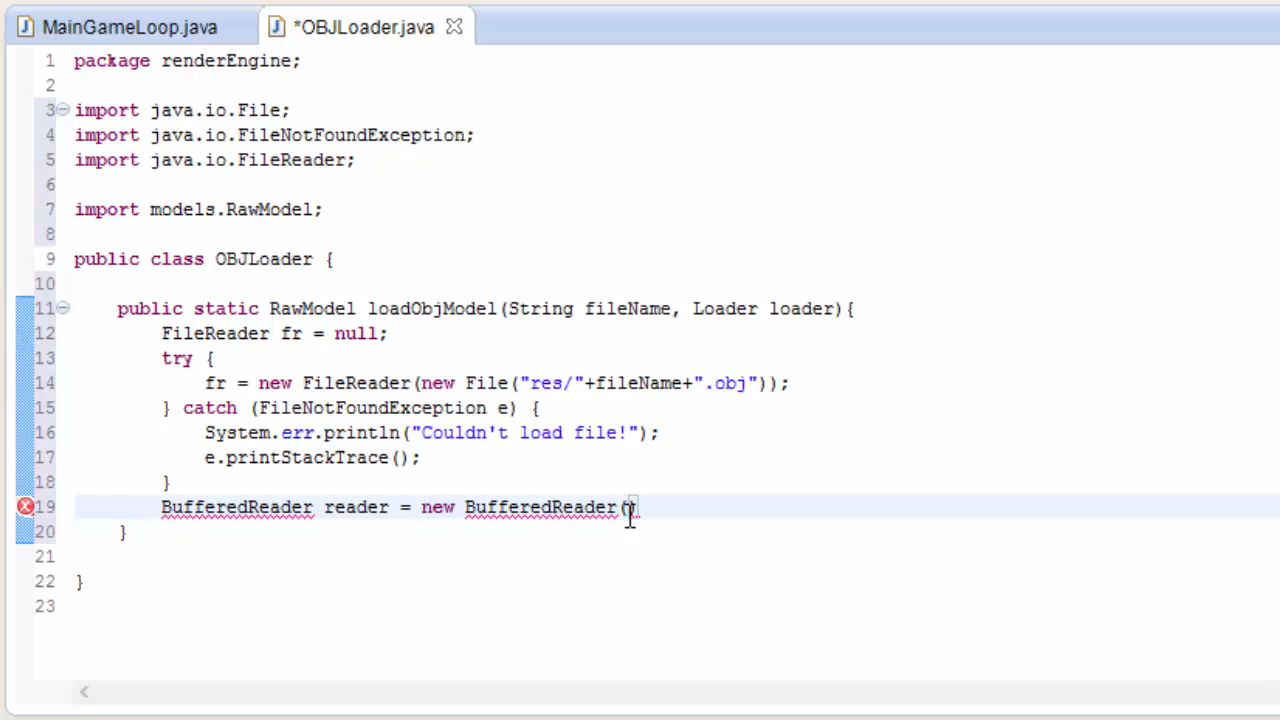 MainGameLoop.java *OBJLoader.java
1 package renderEngine;
2
3 import java.io.File;
4 import java.io.FileNotFoundException;
5 import java.io.FileReader;
6
7 import models.RawModel;
8
9 public class OBJLoader {
10
11 public static RawModel loadObjModel(String fileName, Loader loader){
12 FileReader fr = null;
13 try {
14 fr = new FileReader(new File("res/"+fileName+".obj"));
15 } catch (FileNotFoundException e) {
16 System.err.println("Couldn't load file!");
17 e.printStackTrace();
18 }
19 BufferedReader reader = new BufferedReader()
20 }
21
22 }
23